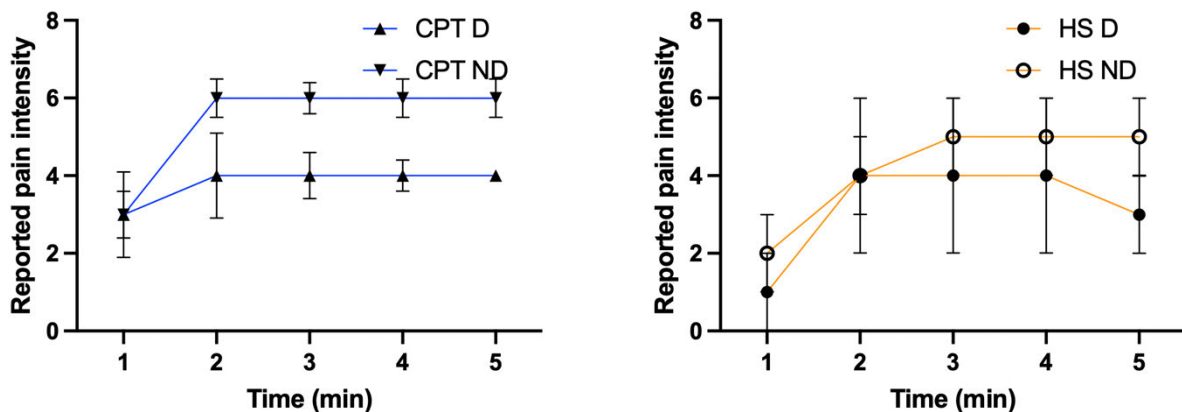 Reported pain intensity
8
6
4
2
0
CPT D
CPT ND
1 2 3 4 5
Time (min)
Reported pain intensity
8
6
4
2
0
HS D
HS ND
1 2 3 4 5
Time (min)